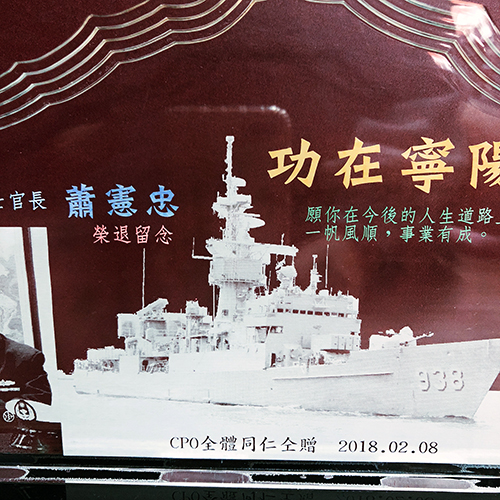 功在寧陽
士官長 蕭憲忠
榮退留念
願你在今後的人生道路上
一帆風順，事業有成。
938
CPO全體同仁仝贈 2018.02.08